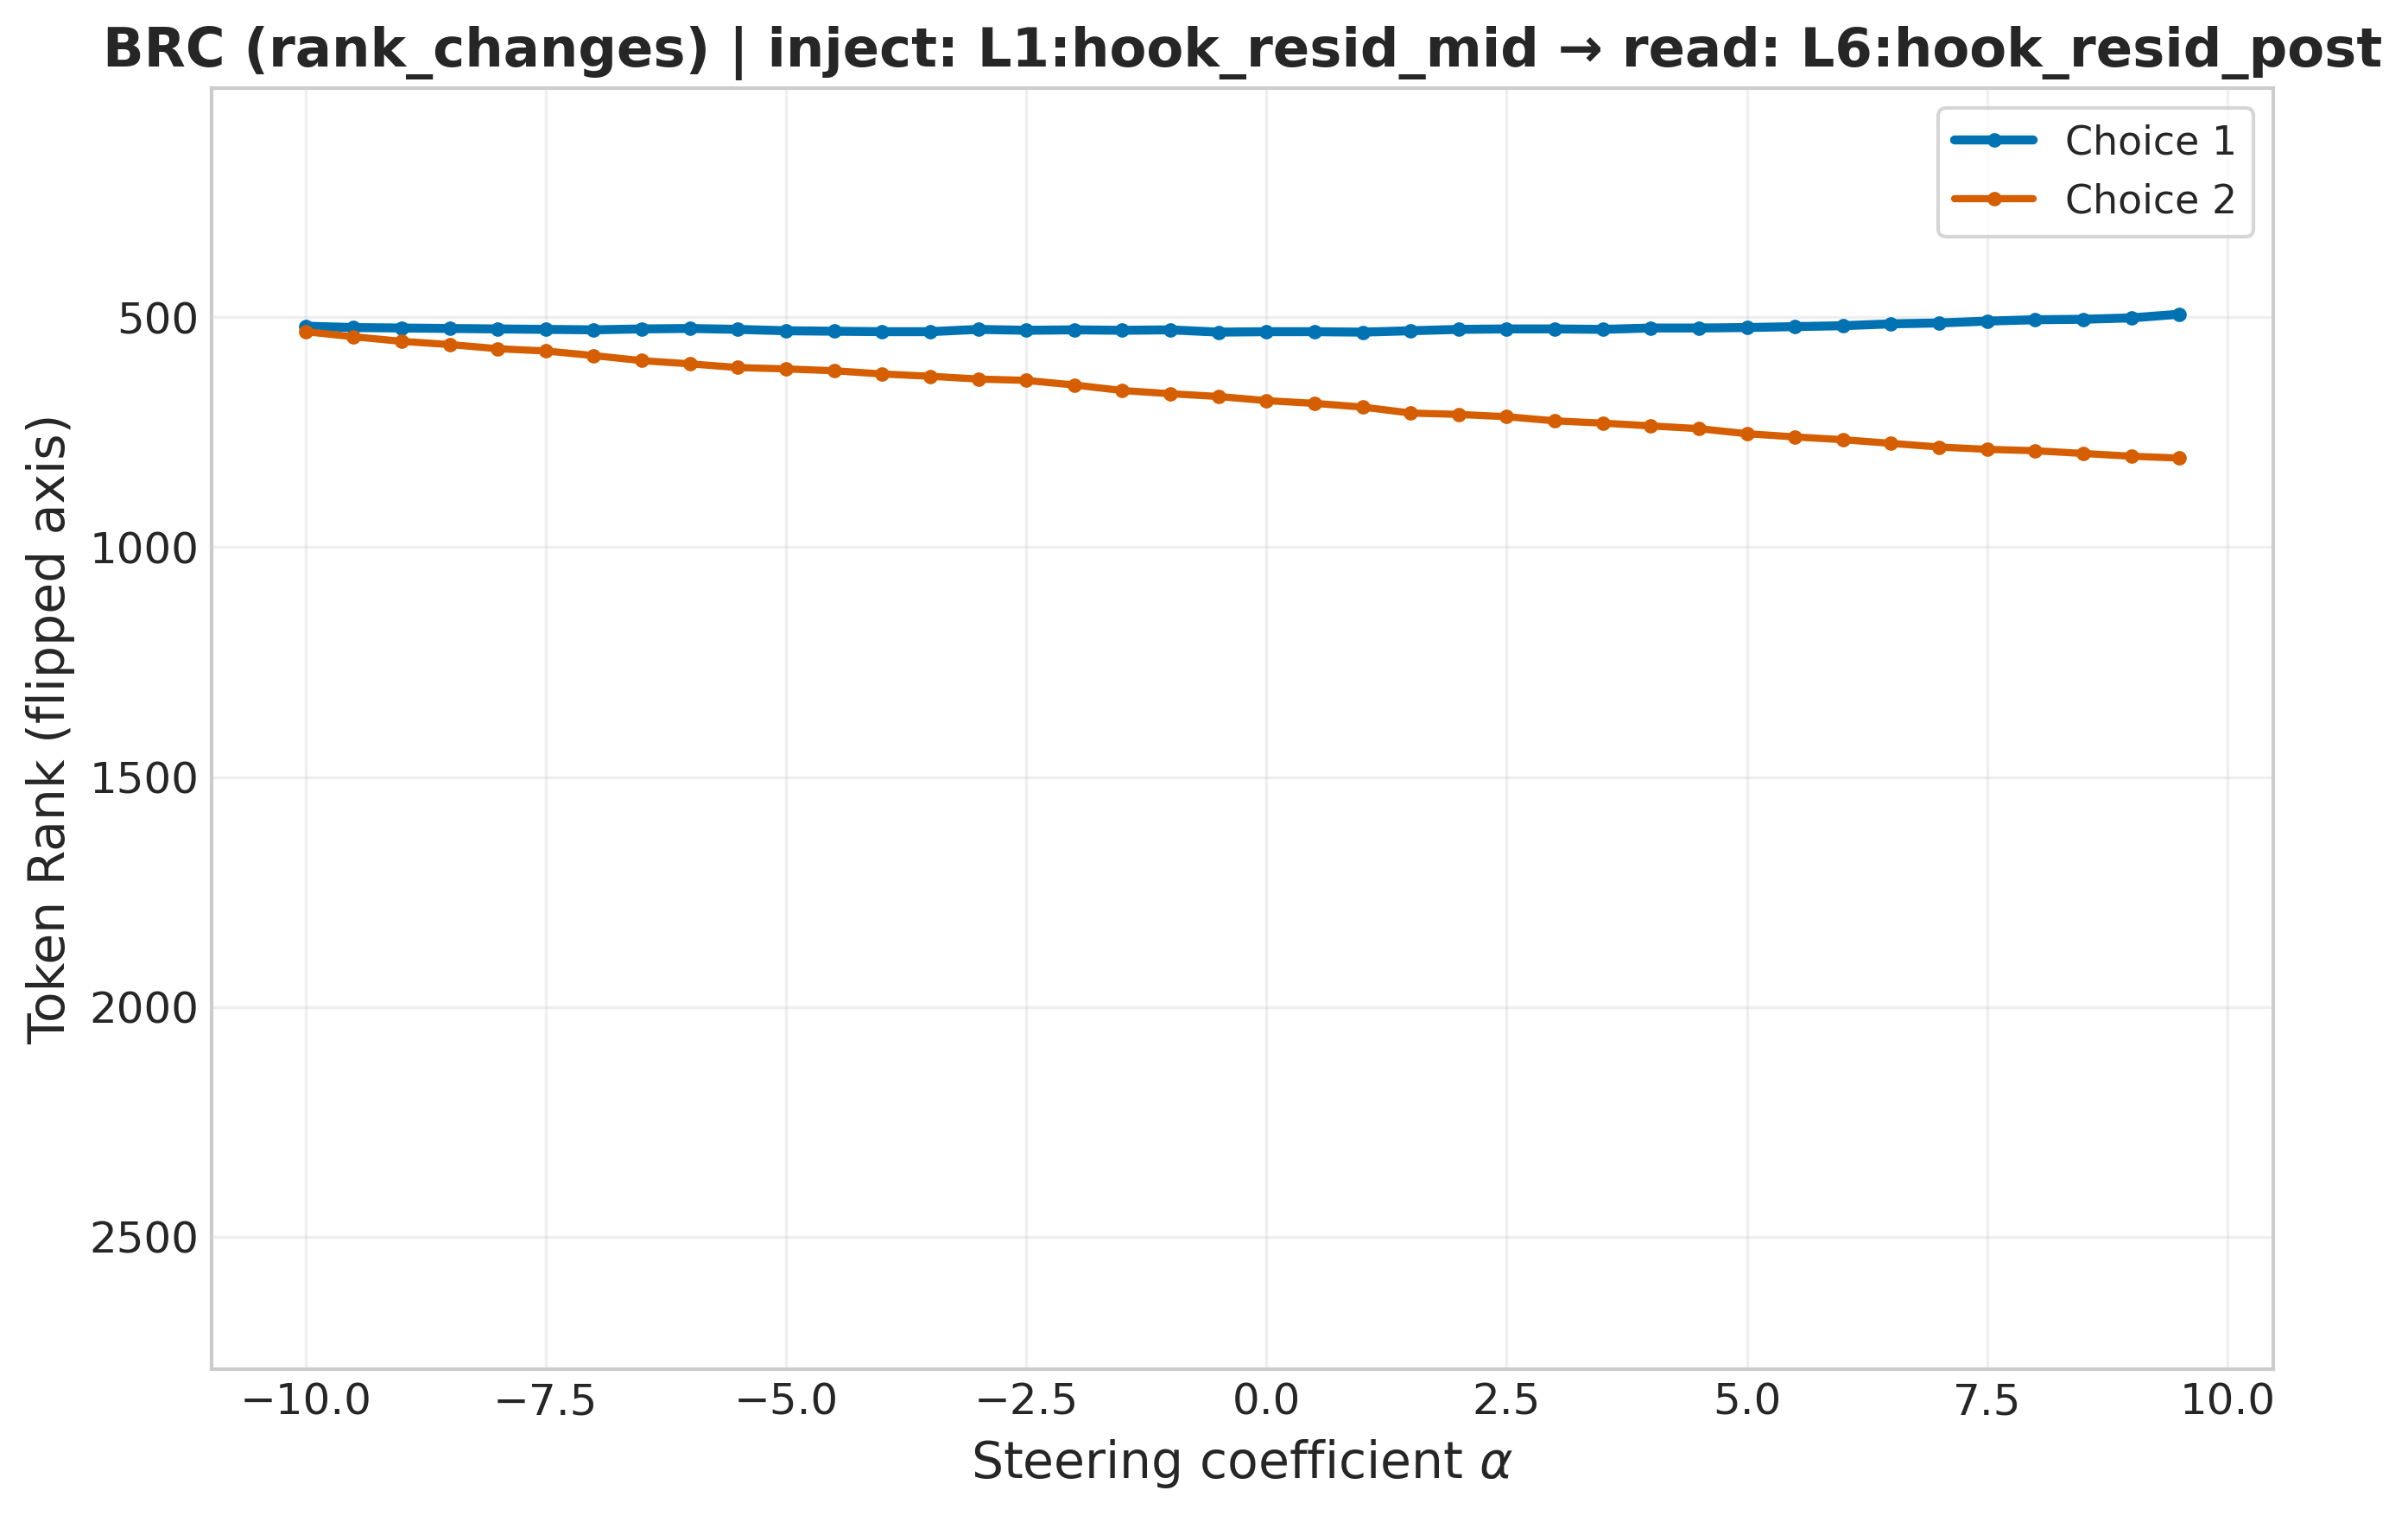 BRC (rank_changes) | inject: L1:hook_resid_mid → read: L6:hook_resid_post
Choice 1
Choice 2
Token Rank (flipped axis)
500
1000
1500
2000
2500
−10.0 −7.5 −5.0 −2.5 0.0 2.5 5.0 7.5 10.0
Steering coefficient α